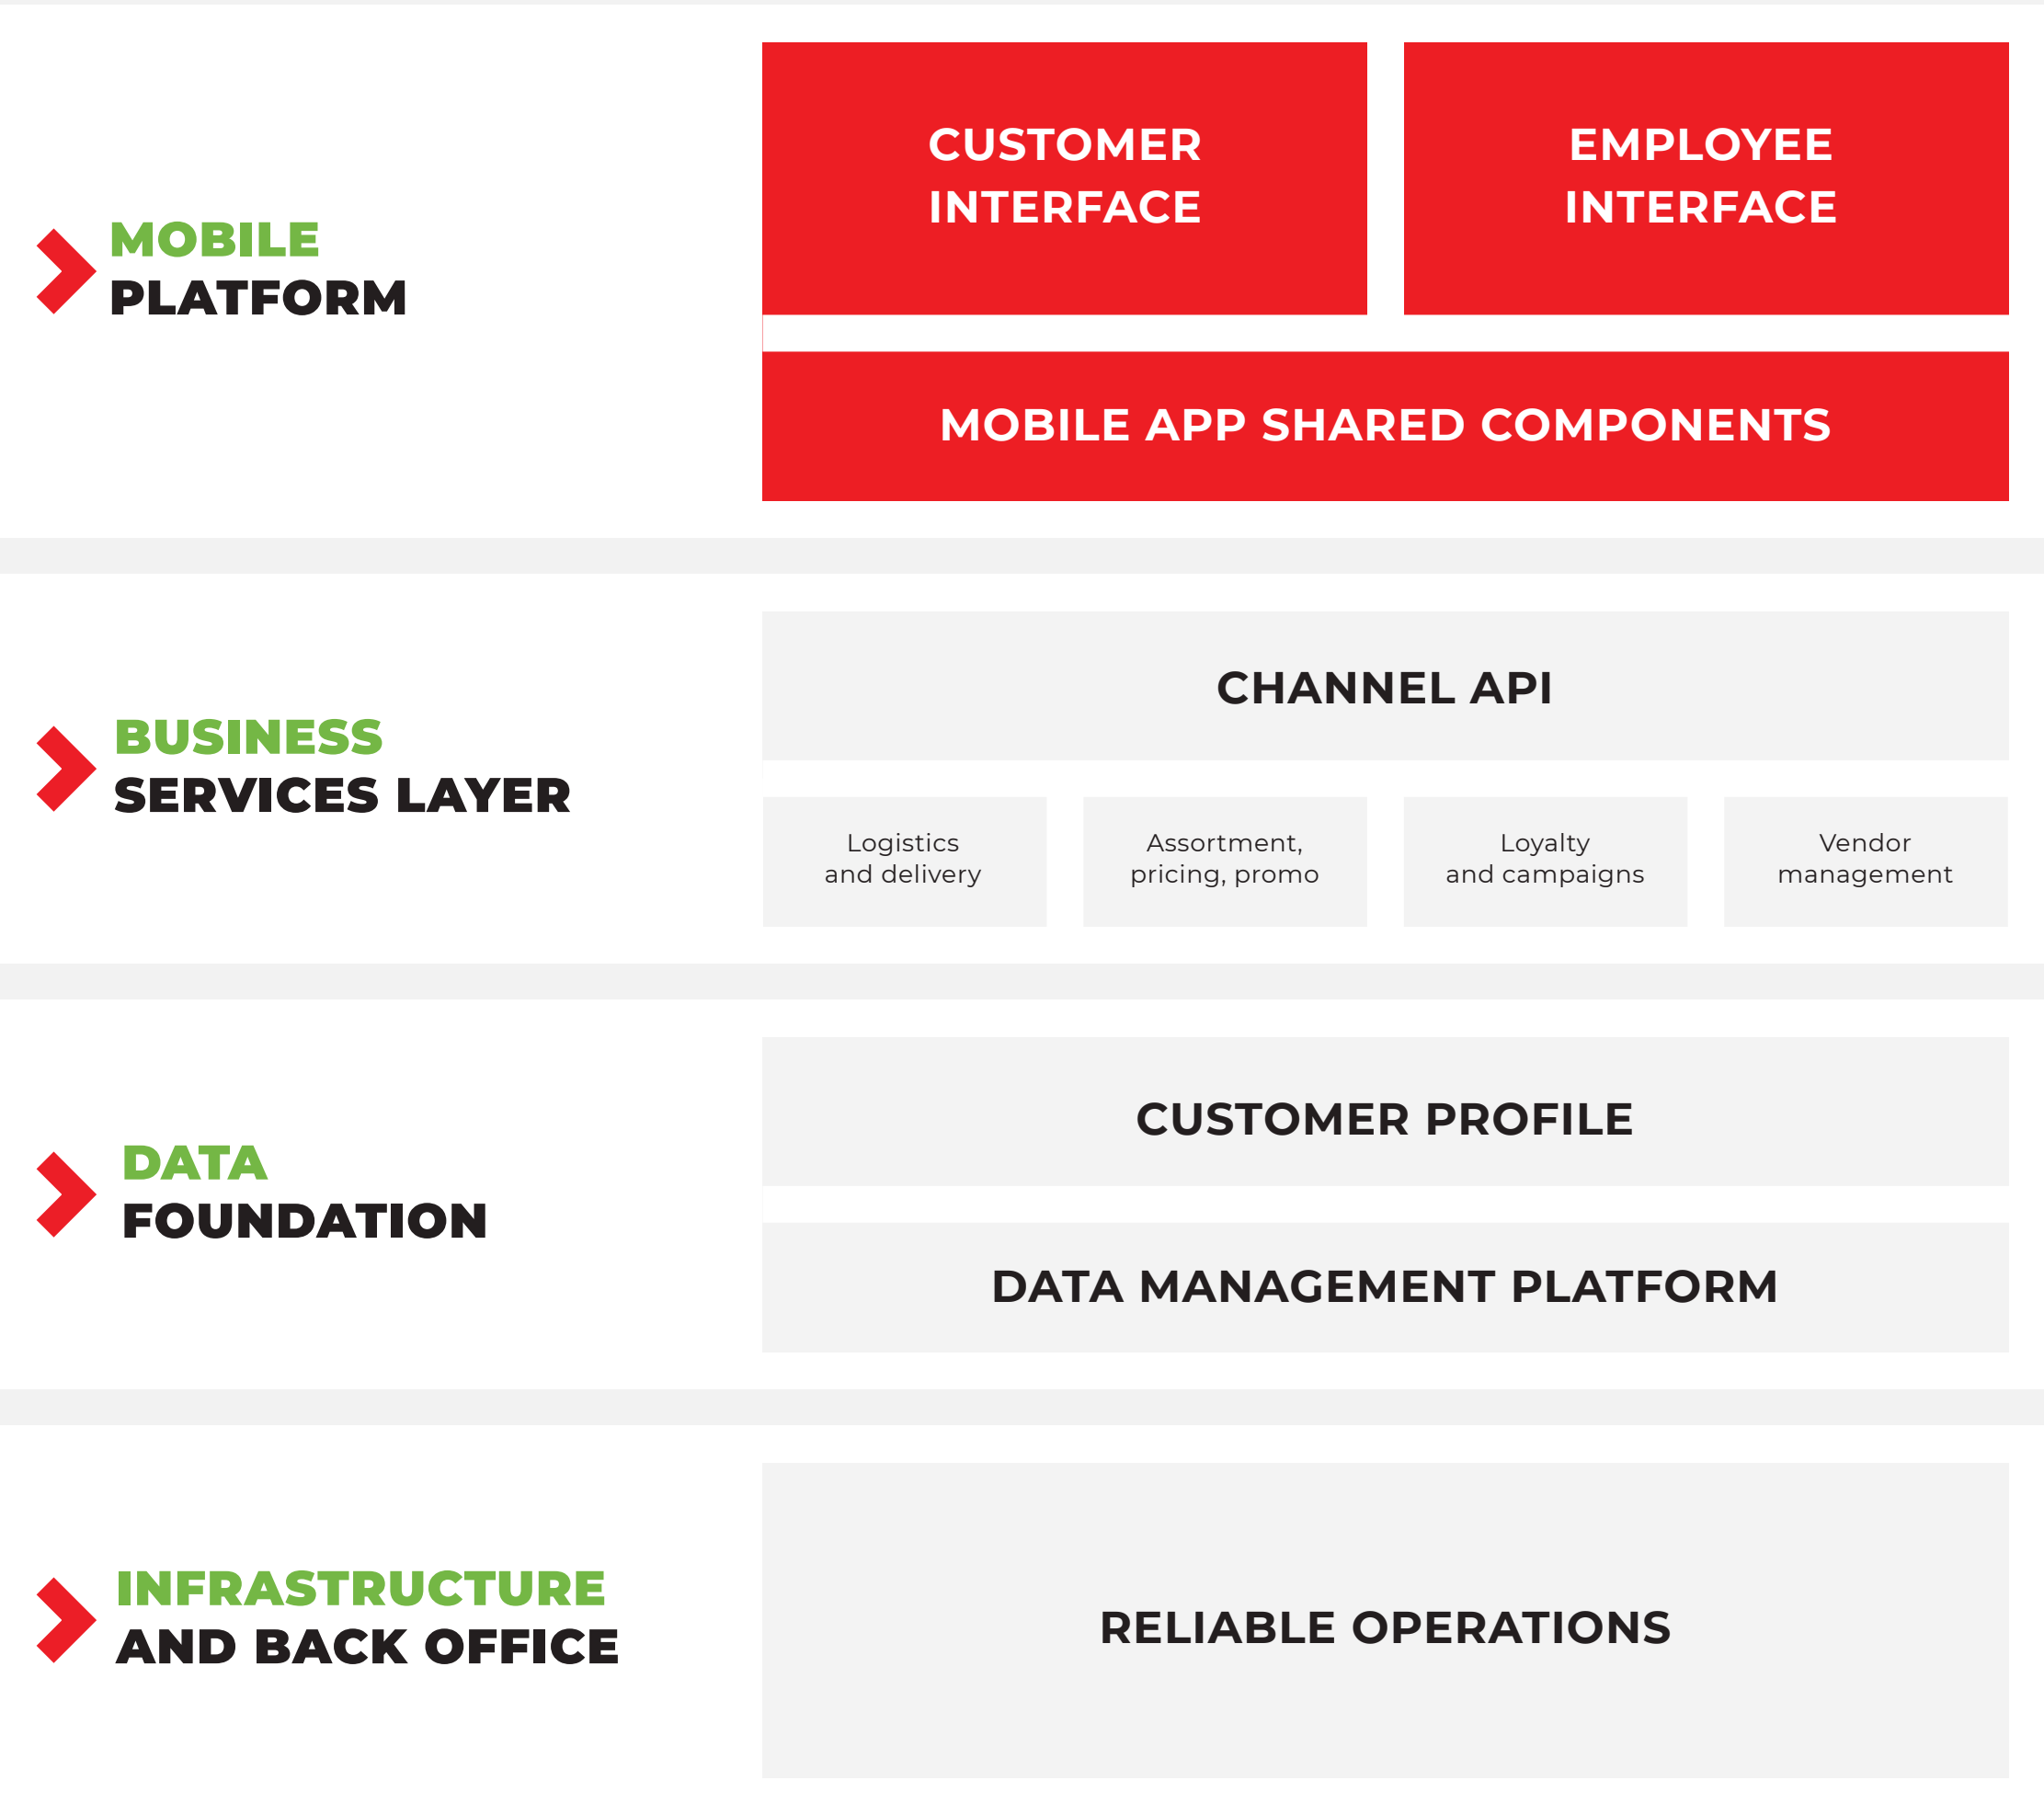 MOBILE
PLATFORM
CUSTOMER
INTERFACE
EMPLOYEE
INTERFACE
MOBILE APP SHARED COMPONENTS
BUSINESS
SERVICES LAYER
CHANNEL API
Logistics
and delivery
Assortment,
pricing, promo
Loyalty
and campaigns
Vendor
management
DATA
FOUNDATION
CUSTOMER PROFILE
DATA MANAGEMENT PLATFORM
INFRASTRUCTURE
AND BACK OFFICE
RELIABLE OPERATIONS